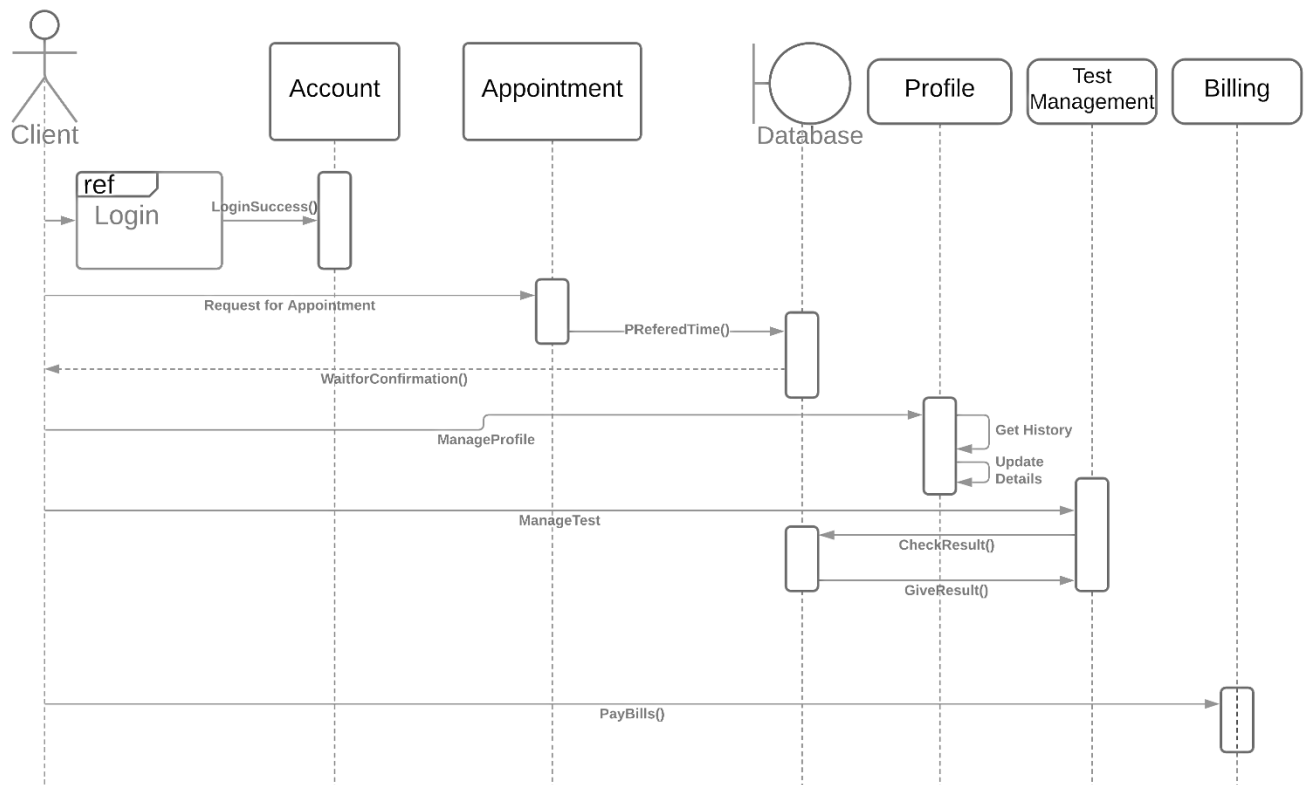 Client
Account
Appointment
Database
Profile
Test
Management
Billing
ref
Login
LoginSuccess()
Request for Appointment
PReferedTime()
WaitforConfirmation()
ManageProfile
Get History
Update
Details
ManageTest
CheckResult()
GiveResult()
PayBills()